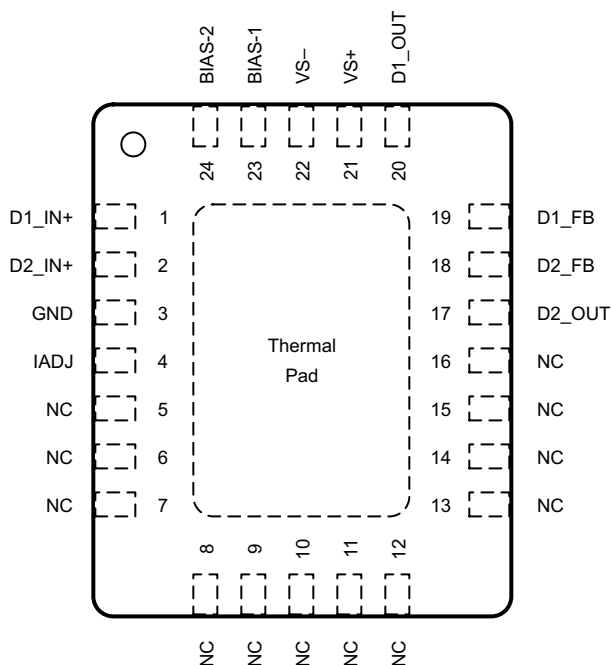 BIAS-2
BIAS-1
VS–
VS+
D1_OUT
24
23
22
21
20
D1_IN+ 1
19 D1_FB
D2_IN+ 2
18 D2_FB
GND 3
17 D2_OUT
IADJ 4
16 NC
NC 5
15 NC
NC 6
14 NC
NC 7
13 NC
Thermal
Pad
8
9
10
11
12
NC
NC
NC
NC
NC